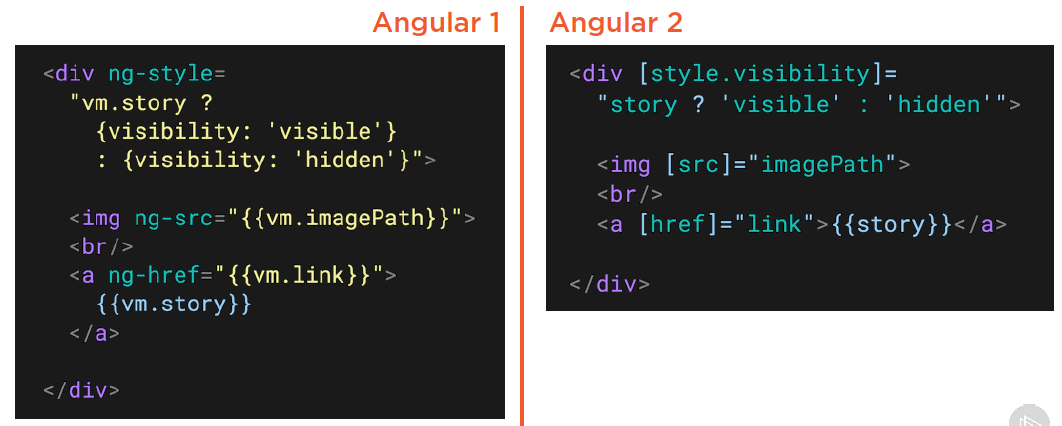 Angular 1
<div ng-style=
"vm.story ?
{visibility: 'visible'}
: {visibility: 'hidden'}">
<img ng-src="{{vm.imagePath}}">
<br/>
<a ng-href="{{vm.link}}">
{{vm.story}}
</a>
</div>
Angular 2
<div [style.visibility]=
"story ? 'visible' : 'hidden'">
<img [src]="imagePath">
<br/>
<a [href]="link">{{story}}</a>
</div>